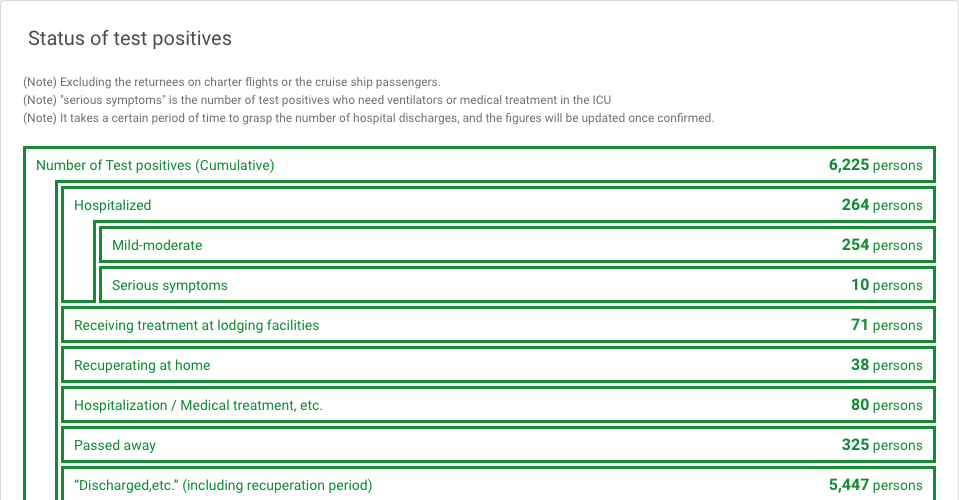 Status of test positives
(Note) Excluding the returnees on charter flights or the cruise ship passengers.
(Note) "serious symptoms" is the number of test positives who need ventilators or medical treatment in the ICU
(Note) It takes a certain period of time to grasp the number of hospital discharges, and the figures will be updated once confirmed.
Number of Test positives (Cumulative) 6,225 persons
Hospitalized 264 persons
Mild-moderate 254 persons
Serious symptoms 10 persons
Receiving treatment at lodging facilities 71 persons
Recuperating at home 38 persons
Hospitalization / Medical treatment, etc. 80 persons
Passed away 325 persons
“Discharged,etc.” (including recuperation period) 5,447 persons